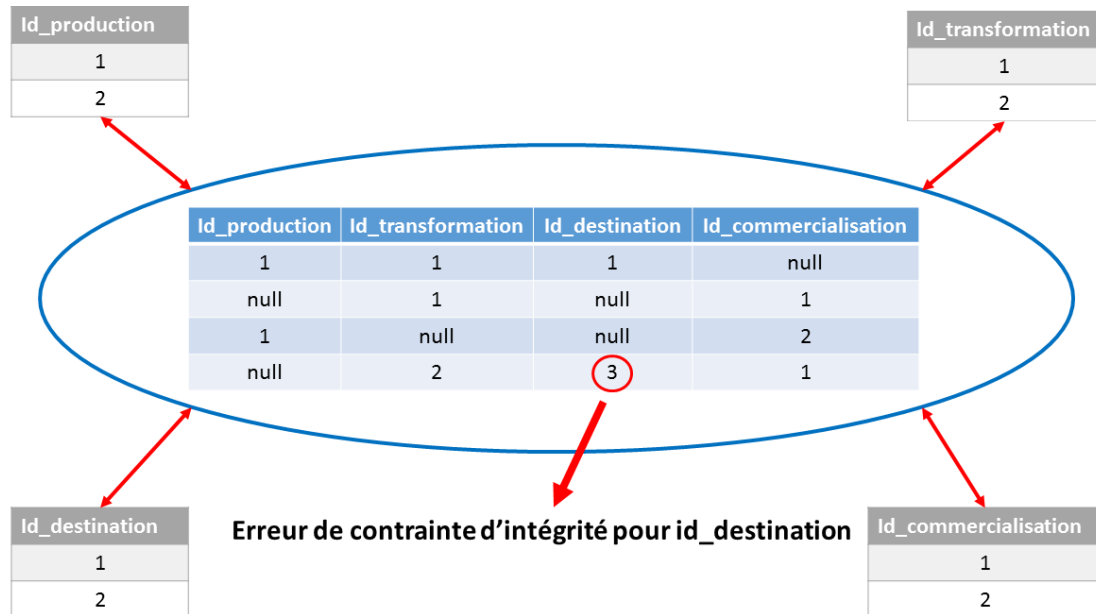 Id_production
1
2
Id_transformation
1
2
Id_production Id_transformation Id_destination Id_commercialisation
1 1 1 null
null 1 null 1
1 null null 2
null 2 3 1
Erreur de contrainte d’intégrité pour id_destination
Id_destination
1
2
Id_commercialisation
1
2